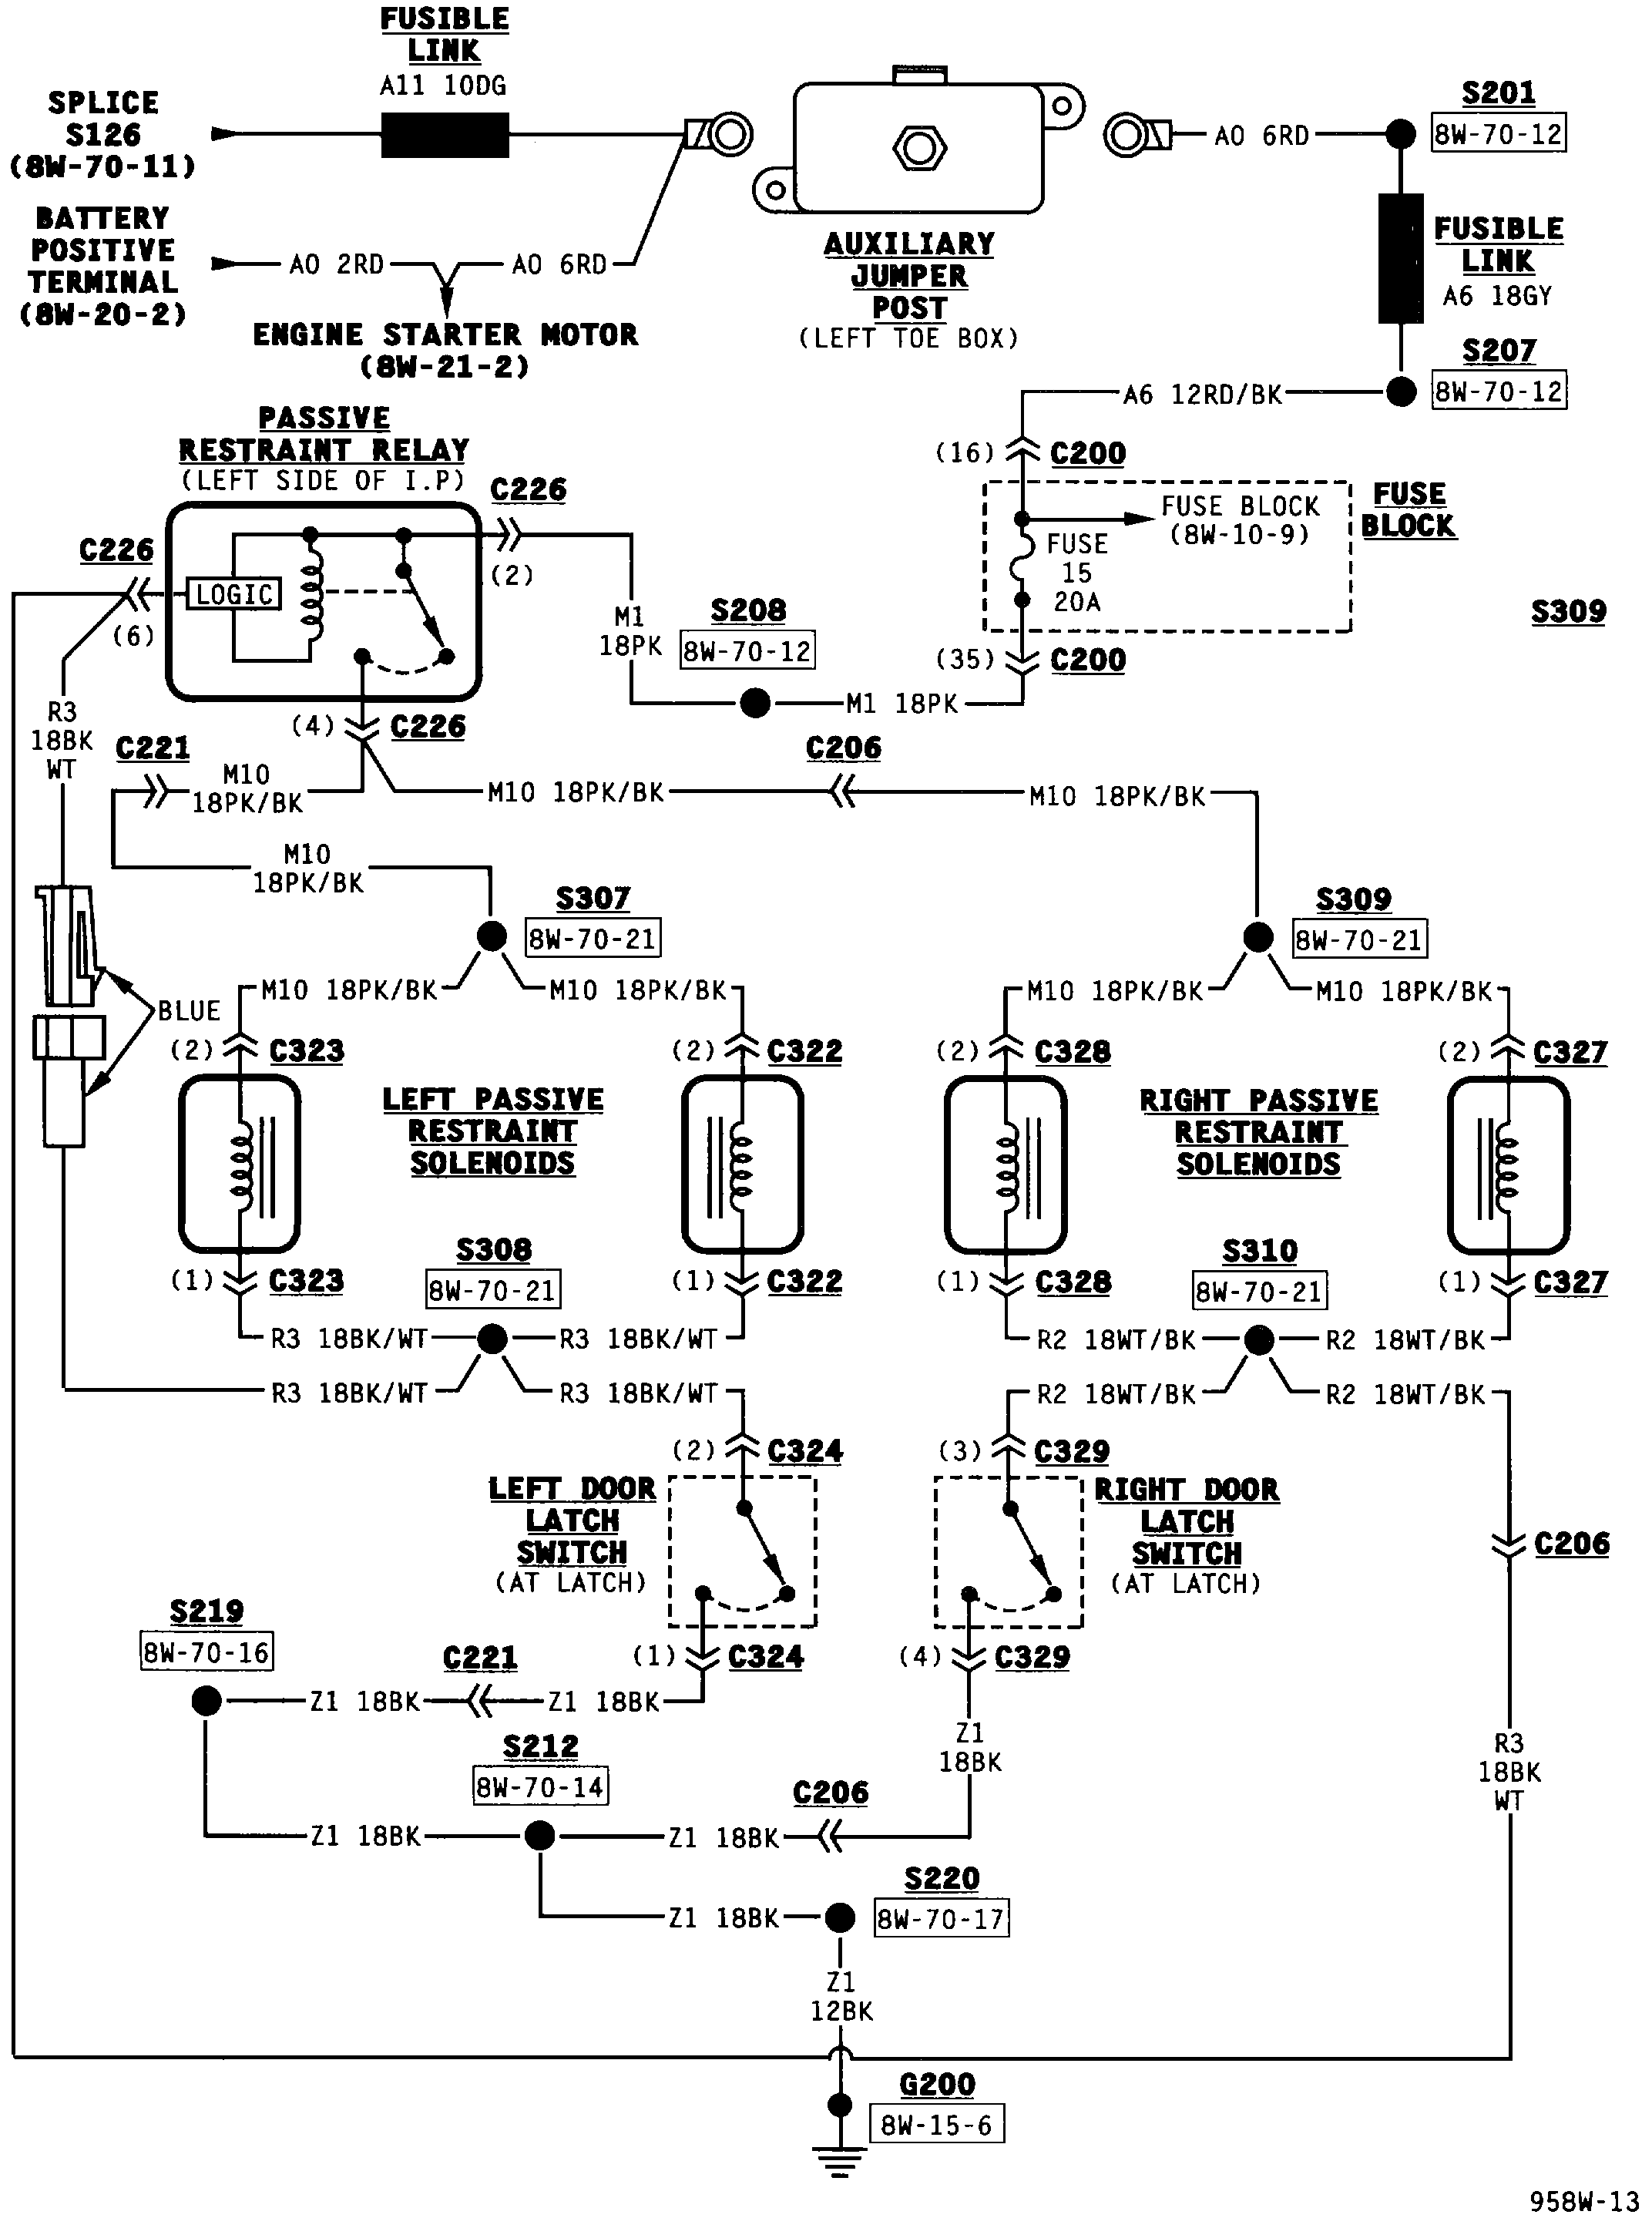 FUSIBLE
LINK
A11 10DG
SPLICE
S126
(8W-70-11)
BATTERY
POSITIVE
TERMINAL
(8W-20-2)
A0 2RD
A0 6RD
ENGINE STARTER MOTOR
(8W-21-2)
AUXILIARY
JUMPER
POST
(LEFT TOE BOX)
A0 6RD
S201
8W-70-12
FUSIBLE
LINK
A6 18GY
S207
8W-70-12
A6 12RD/BK
(16)
C200
FUSE BLOCK
(8W-10-9)
FUSE
BLOCK
FUSE
15
20A
(35)
C200
S309
PASSIVE
RESTRAINT RELAY
(LEFT SIDE OF I.P)
C226
(2)
C226
(6)
LOGIC
M1
18PK
S208
8W-70-12
M1 18PK
(4)
C226
R3
18BK
WT
C221
M10
18PK/BK
M10 18PK/BK
C206
M10 18PK/BK
M10
18PK/BK
S307
8W-70-21
S309
8W-70-21
M10 18PK/BK
M10 18PK/BK
M10 18PK/BK
M10 18PK/BK
BLUE
(2)
C323
(2)
C322
(2)
C328
(2)
C327
LEFT PASSIVE
RESTRAINT
SOLENOIDS
RIGHT PASSIVE
RESTRAINT
SOLENOIDS
(1)
C323
S308
8W-70-21
(1)
C322
(1)
C328
S310
8W-70-21
(1)
C327
R3 18BK/WT
R3 18BK/WT
R2 18WT/BK
R2 18WT/BK
R3 18BK/WT
R3 18BK/WT
R2 18WT/BK
R2 18WT/BK
(2)
C324
(3)
C329
LEFT DOOR
LATCH
SWITCH
(AT LATCH)
RIGHT DOOR
LATCH
SWITCH
(AT LATCH)
C206
S219
8W-70-16
C221
(1)
C324
(4)
C329
Z1 18BK
Z1 18BK
Z1
18BK
R3
18BK
WT
S212
8W-70-14
C206
Z1 18BK
Z1 18BK
S220
8W-70-17
Z1 18BK
Z1
12BK
G200
8W-15-6
958W-13